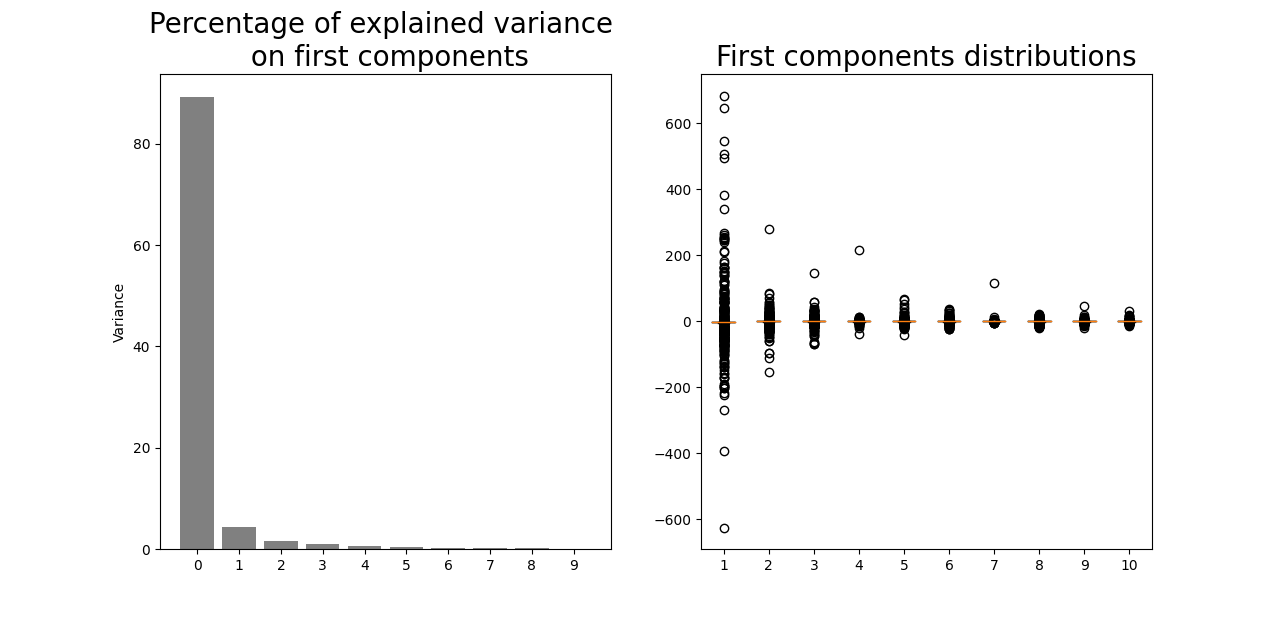 Percentage of explained variance
on first components
Variance
80
60
40
20
0
0 1 2 3 4 5 6 7 8 9
First components distributions
600
400
200
0
−200
−400
−600
1 2 3 4 5 6 7 8 9 10